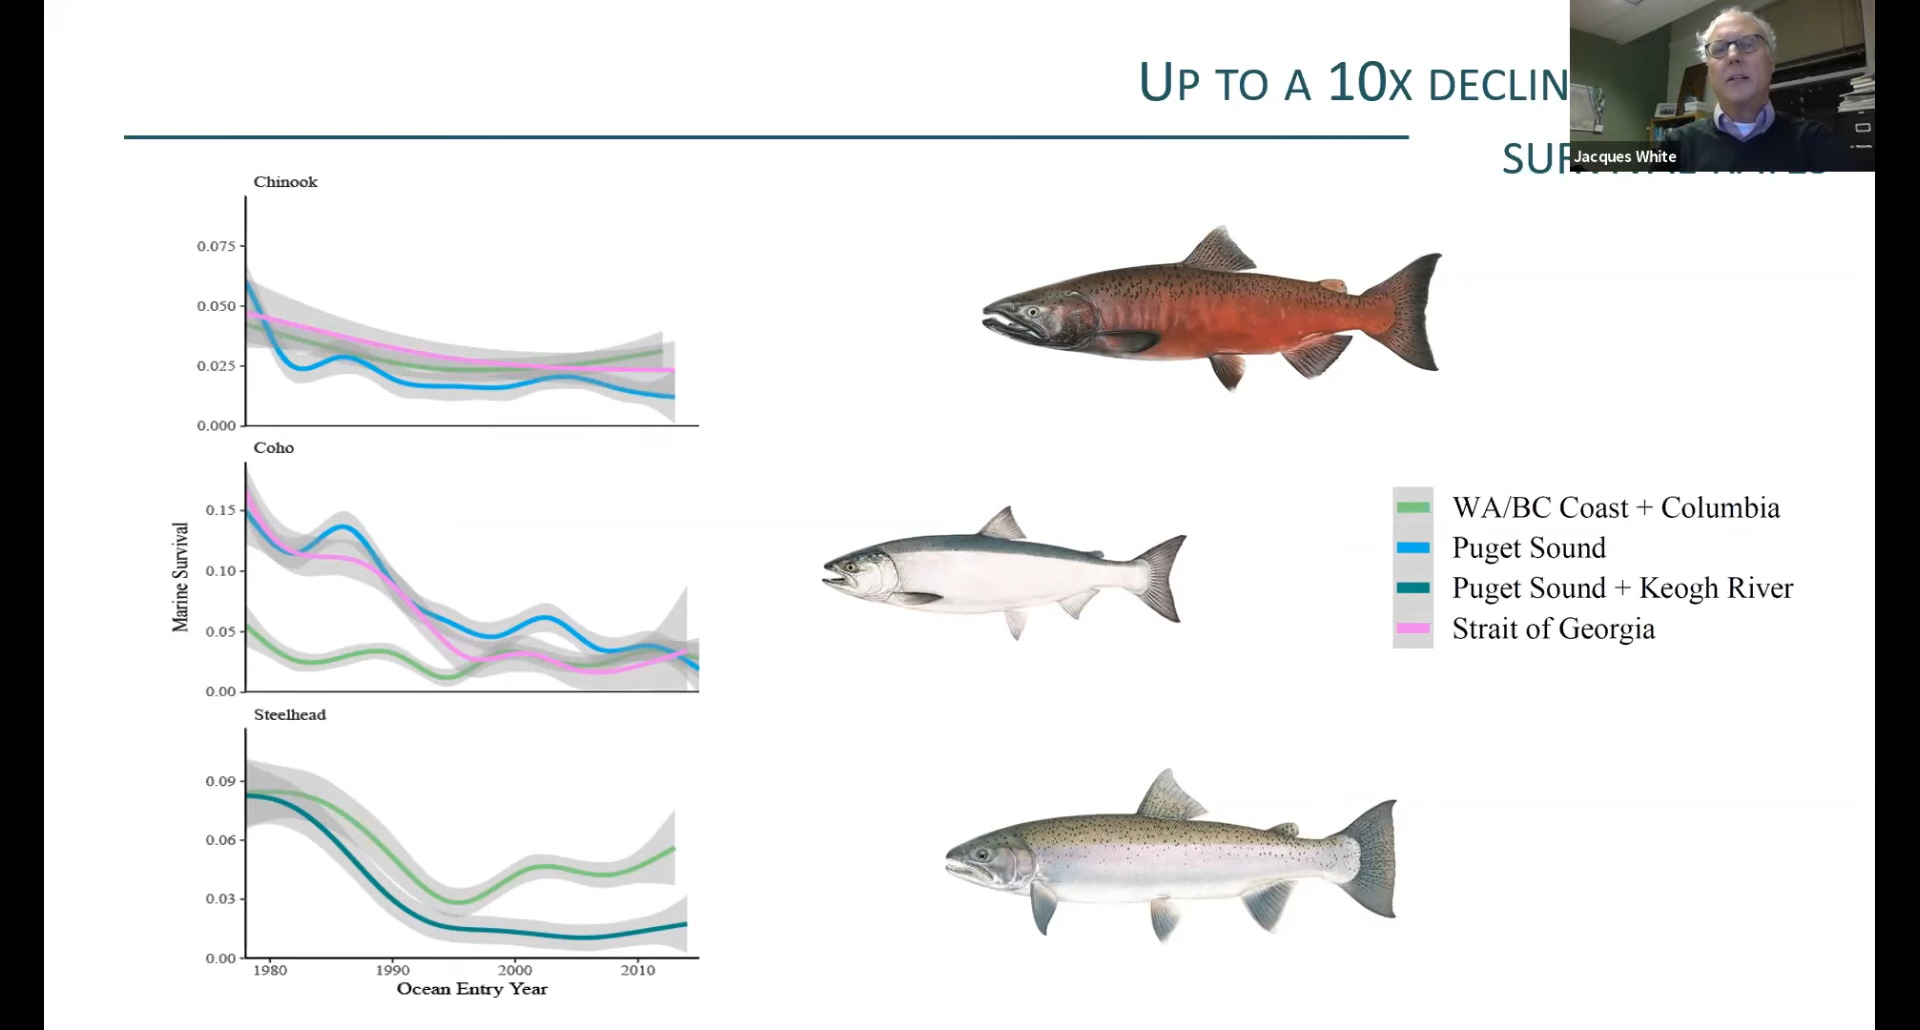 UP TO A 10X DECLIN
Jacques White
Chinook
0.075
0.050
0.025
0.000
Coho
0.15
0.10
0.05
0.00
Marine Survival
WA/BC Coast + Columbia
Puget Sound
Puget Sound + Keogh River
Strait of Georgia
Steelhead
0.09
0.06
0.03
0.00
1980 1990 2000 2010
Ocean Entry Year